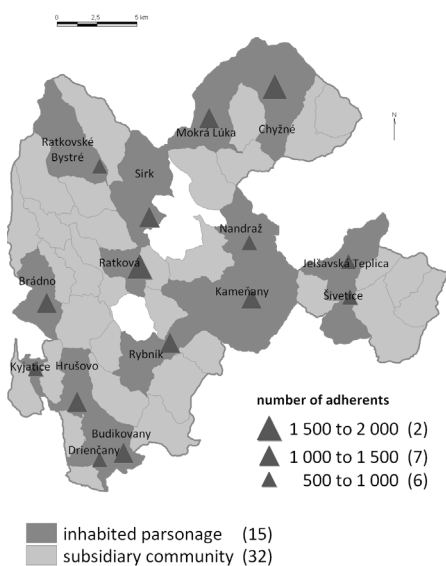 0 2,5 5 km
N
Mokrá Lúka
Chyžné
Ratkovské
Bystré
Sirk
Nandraž
Ratková
Jelšavská Teplica
Brádno
Kameňany
Šivetice
Rybník
Kyjatice
Hrušovo
Budikovany
Drienčany
number of adherents
1 500 to 2 000 (2)
1 000 to 1 500 (7)
500 to 1 000 (6)
inhabited parsonage (15)
subsidiary community (32)